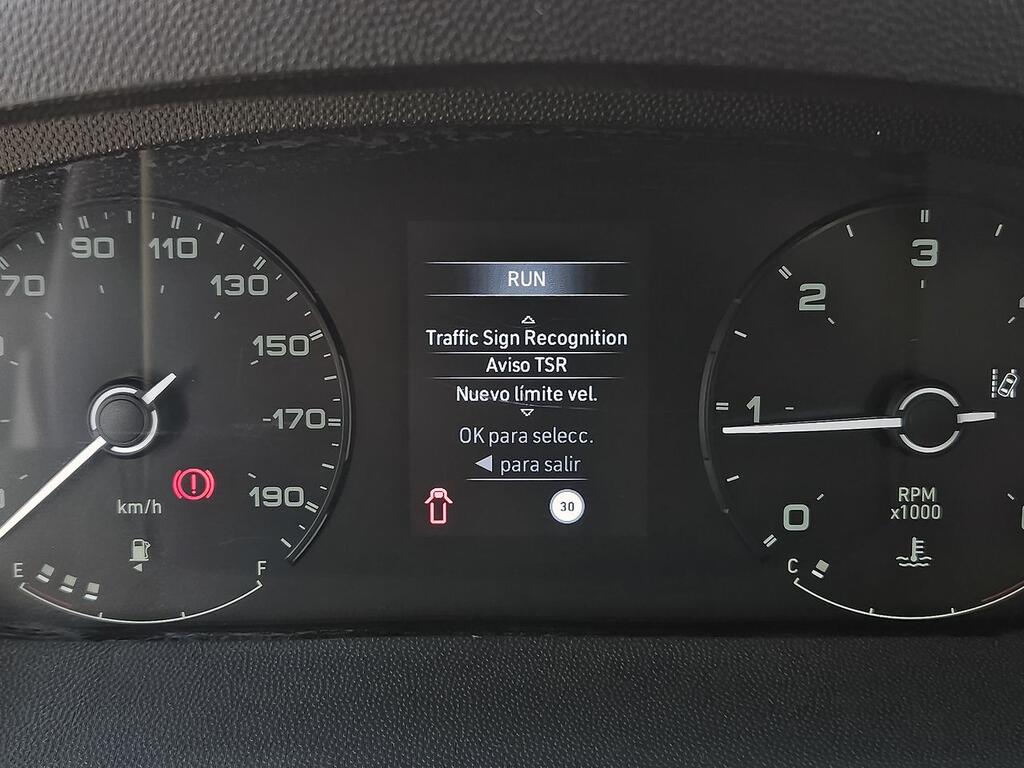 RUN
Traffic Sign Recognition
Aviso TSR
Nuevo límite vel.
OK para selecc.
◀ para salir
30
70
90
110
130
150
170
190
km/h
E
F
0
1
2
3
RPM
x1000
C